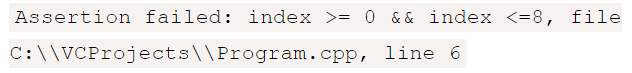 Assertion failed: index >= 0 && index <=8, file
C:\\VCProjects\\Program.cpp, line 6